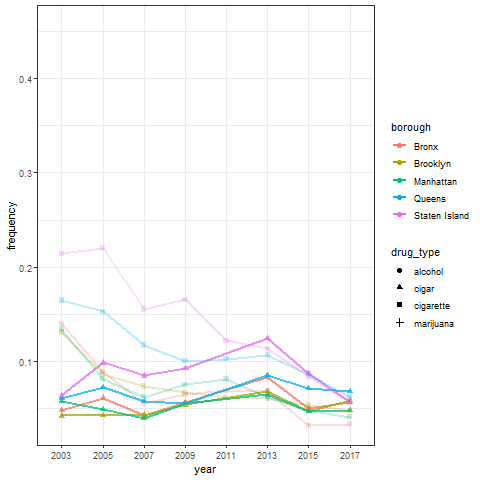 frequency
0.4
0.3
0.2
0.1
2003 2005 2007 2009 2011 2013 2015 2017
year
borough
Bronx
Brooklyn
Manhattan
Queens
Staten Island
drug_type
alcohol
cigar
cigarette
marijuana